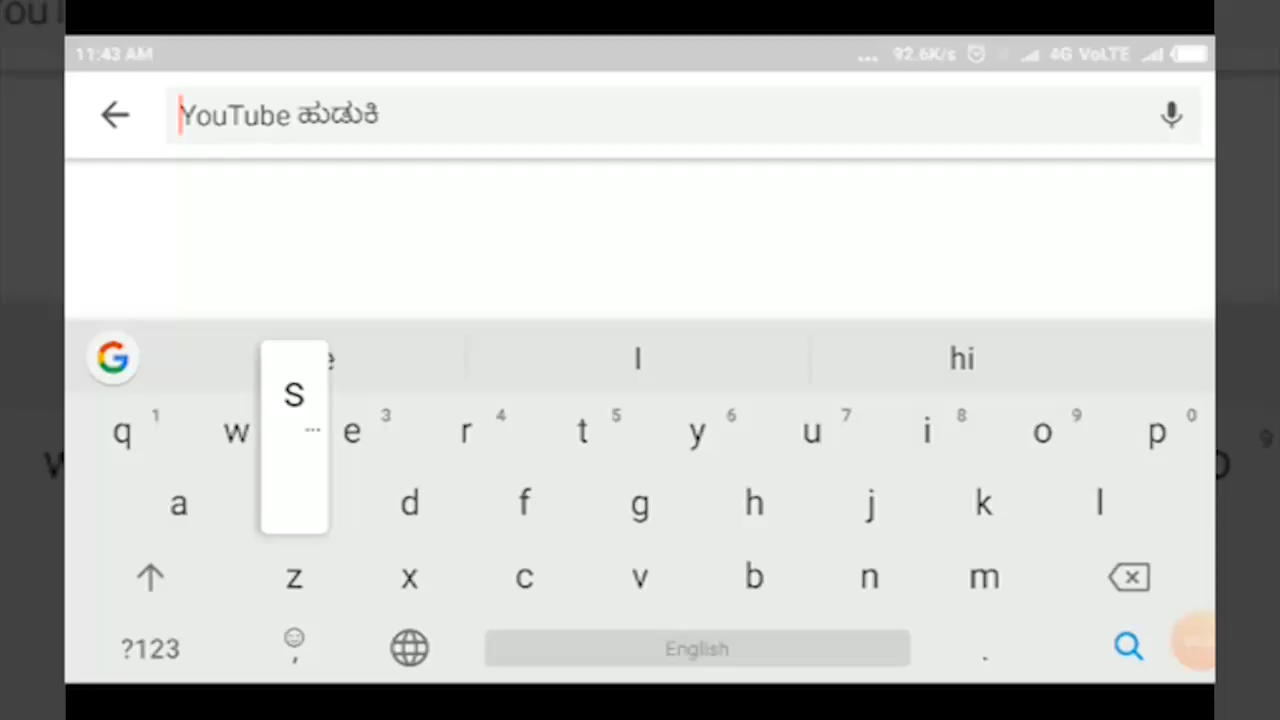 11:43 AM
... 92.6K/s 4G VoLTE
YouTube ಹುಡುಕಿ
G
I
hi
q 1 w e 3 r 4 t 5 y 6 u 7 i 8 o 9 p 0
S
...
a d f g h j k l
z x c v b n m
?123 , English .